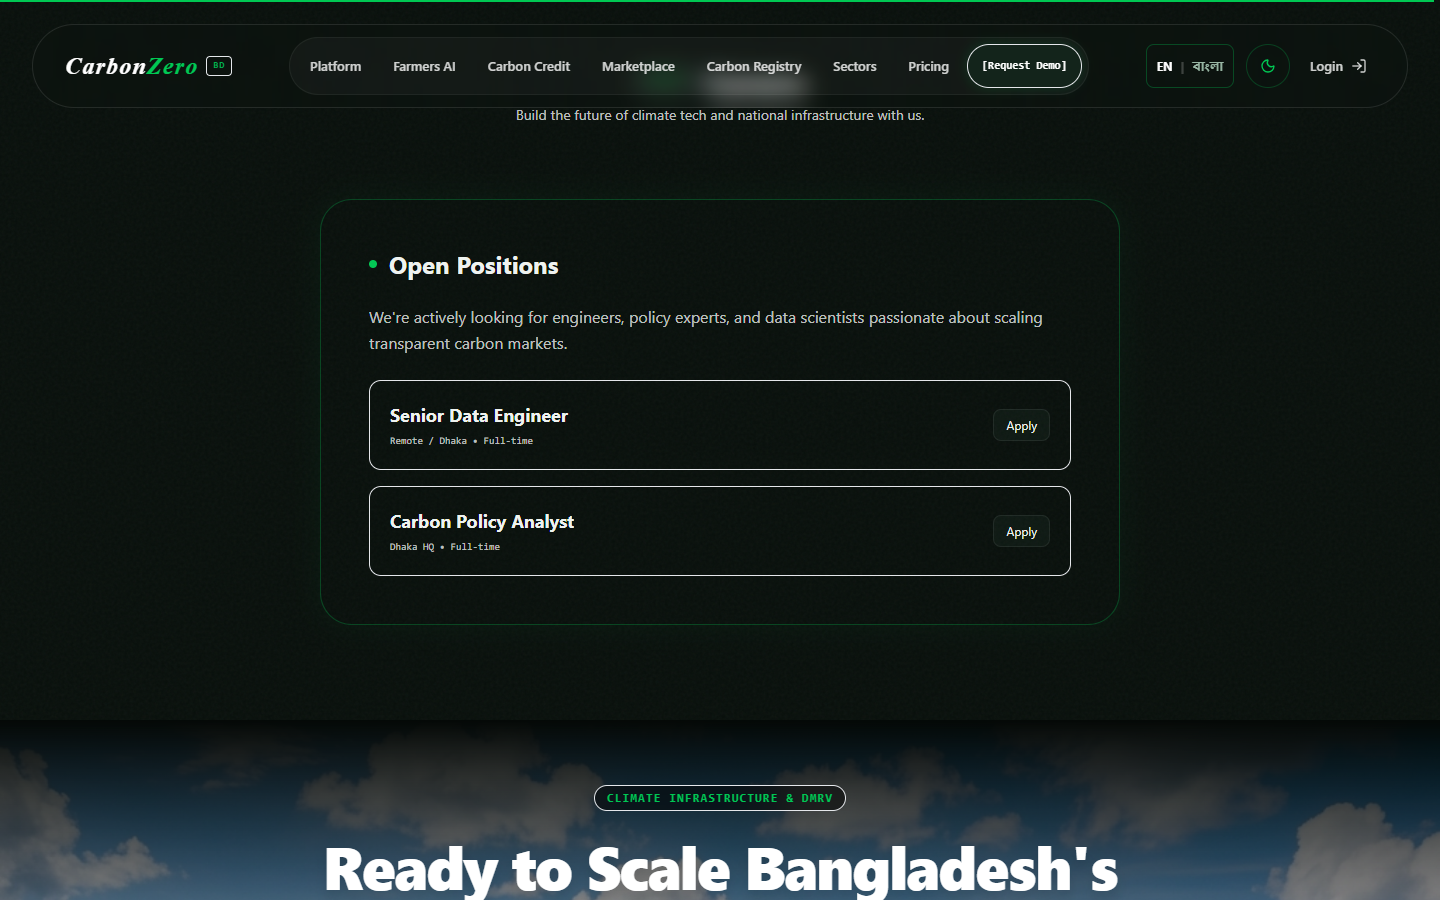 CarbonZero BD
Platform
Farmers AI
Carbon Credit
Marketplace
Carbon Registry
Sectors
Pricing
[Request Demo]
EN | বাংলা
Login
Build the future of climate tech and national infrastructure with us.
Open Positions
We're actively looking for engineers, policy experts, and data scientists passionate about scaling
transparent carbon markets.
Senior Data Engineer
Remote / Dhaka • Full-time
Apply
Carbon Policy Analyst
Dhaka HQ • Full-time
Apply
CLIMATE INFRASTRUCTURE & DMRV
Ready to Scale Bangladesh's